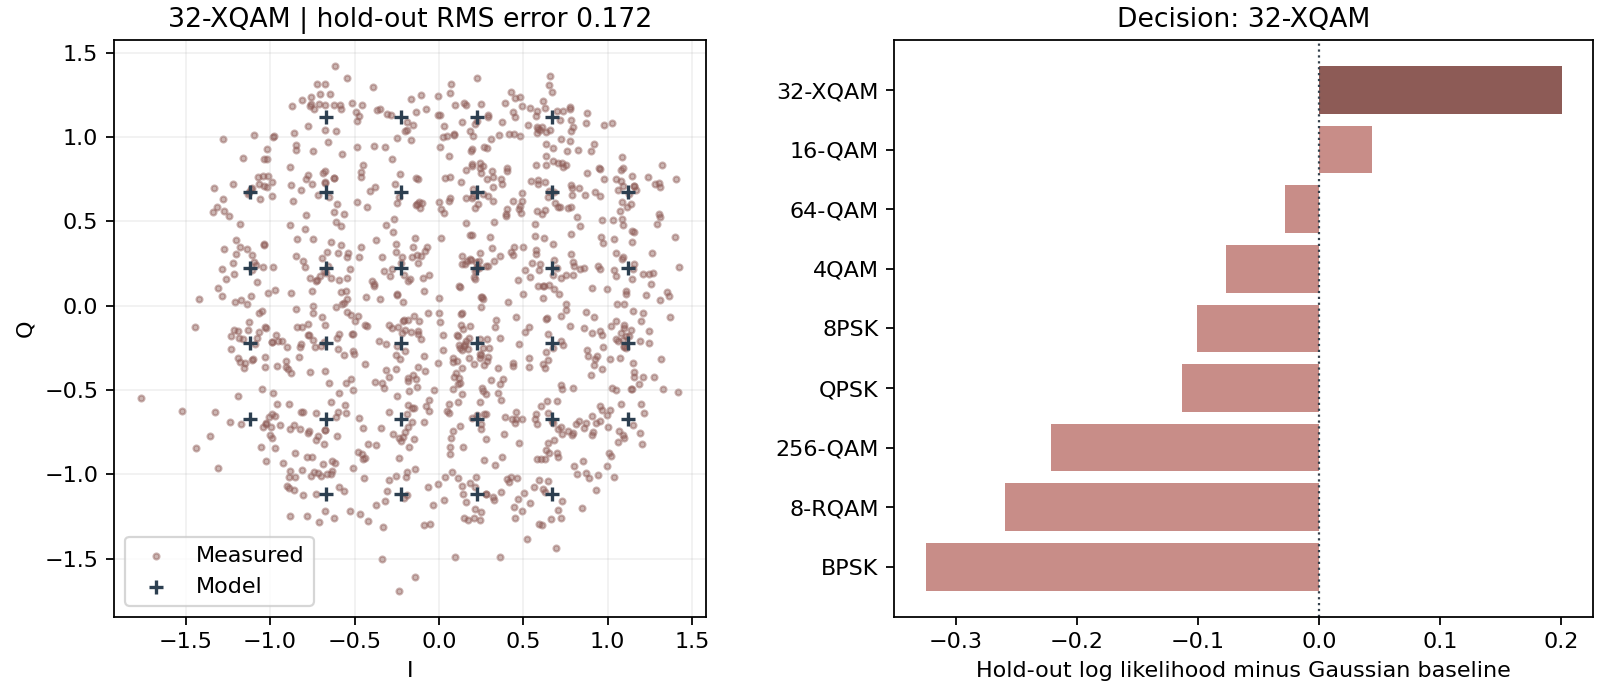 32-XQAM | hold-out RMS error 0.172
1.5
1.0
0.5
0.0
−0.5
−1.0
−1.5
Q
Measured
Model
−1.5 −1.0 −0.5 0.0 0.5 1.0 1.5
I
Decision: 32-XQAM
32-XQAM
16-QAM
64-QAM
4QAM
8PSK
QPSK
256-QAM
8-RQAM
BPSK
−0.3 −0.2 −0.1 0.0 0.1 0.2
Hold-out log likelihood minus Gaussian baseline